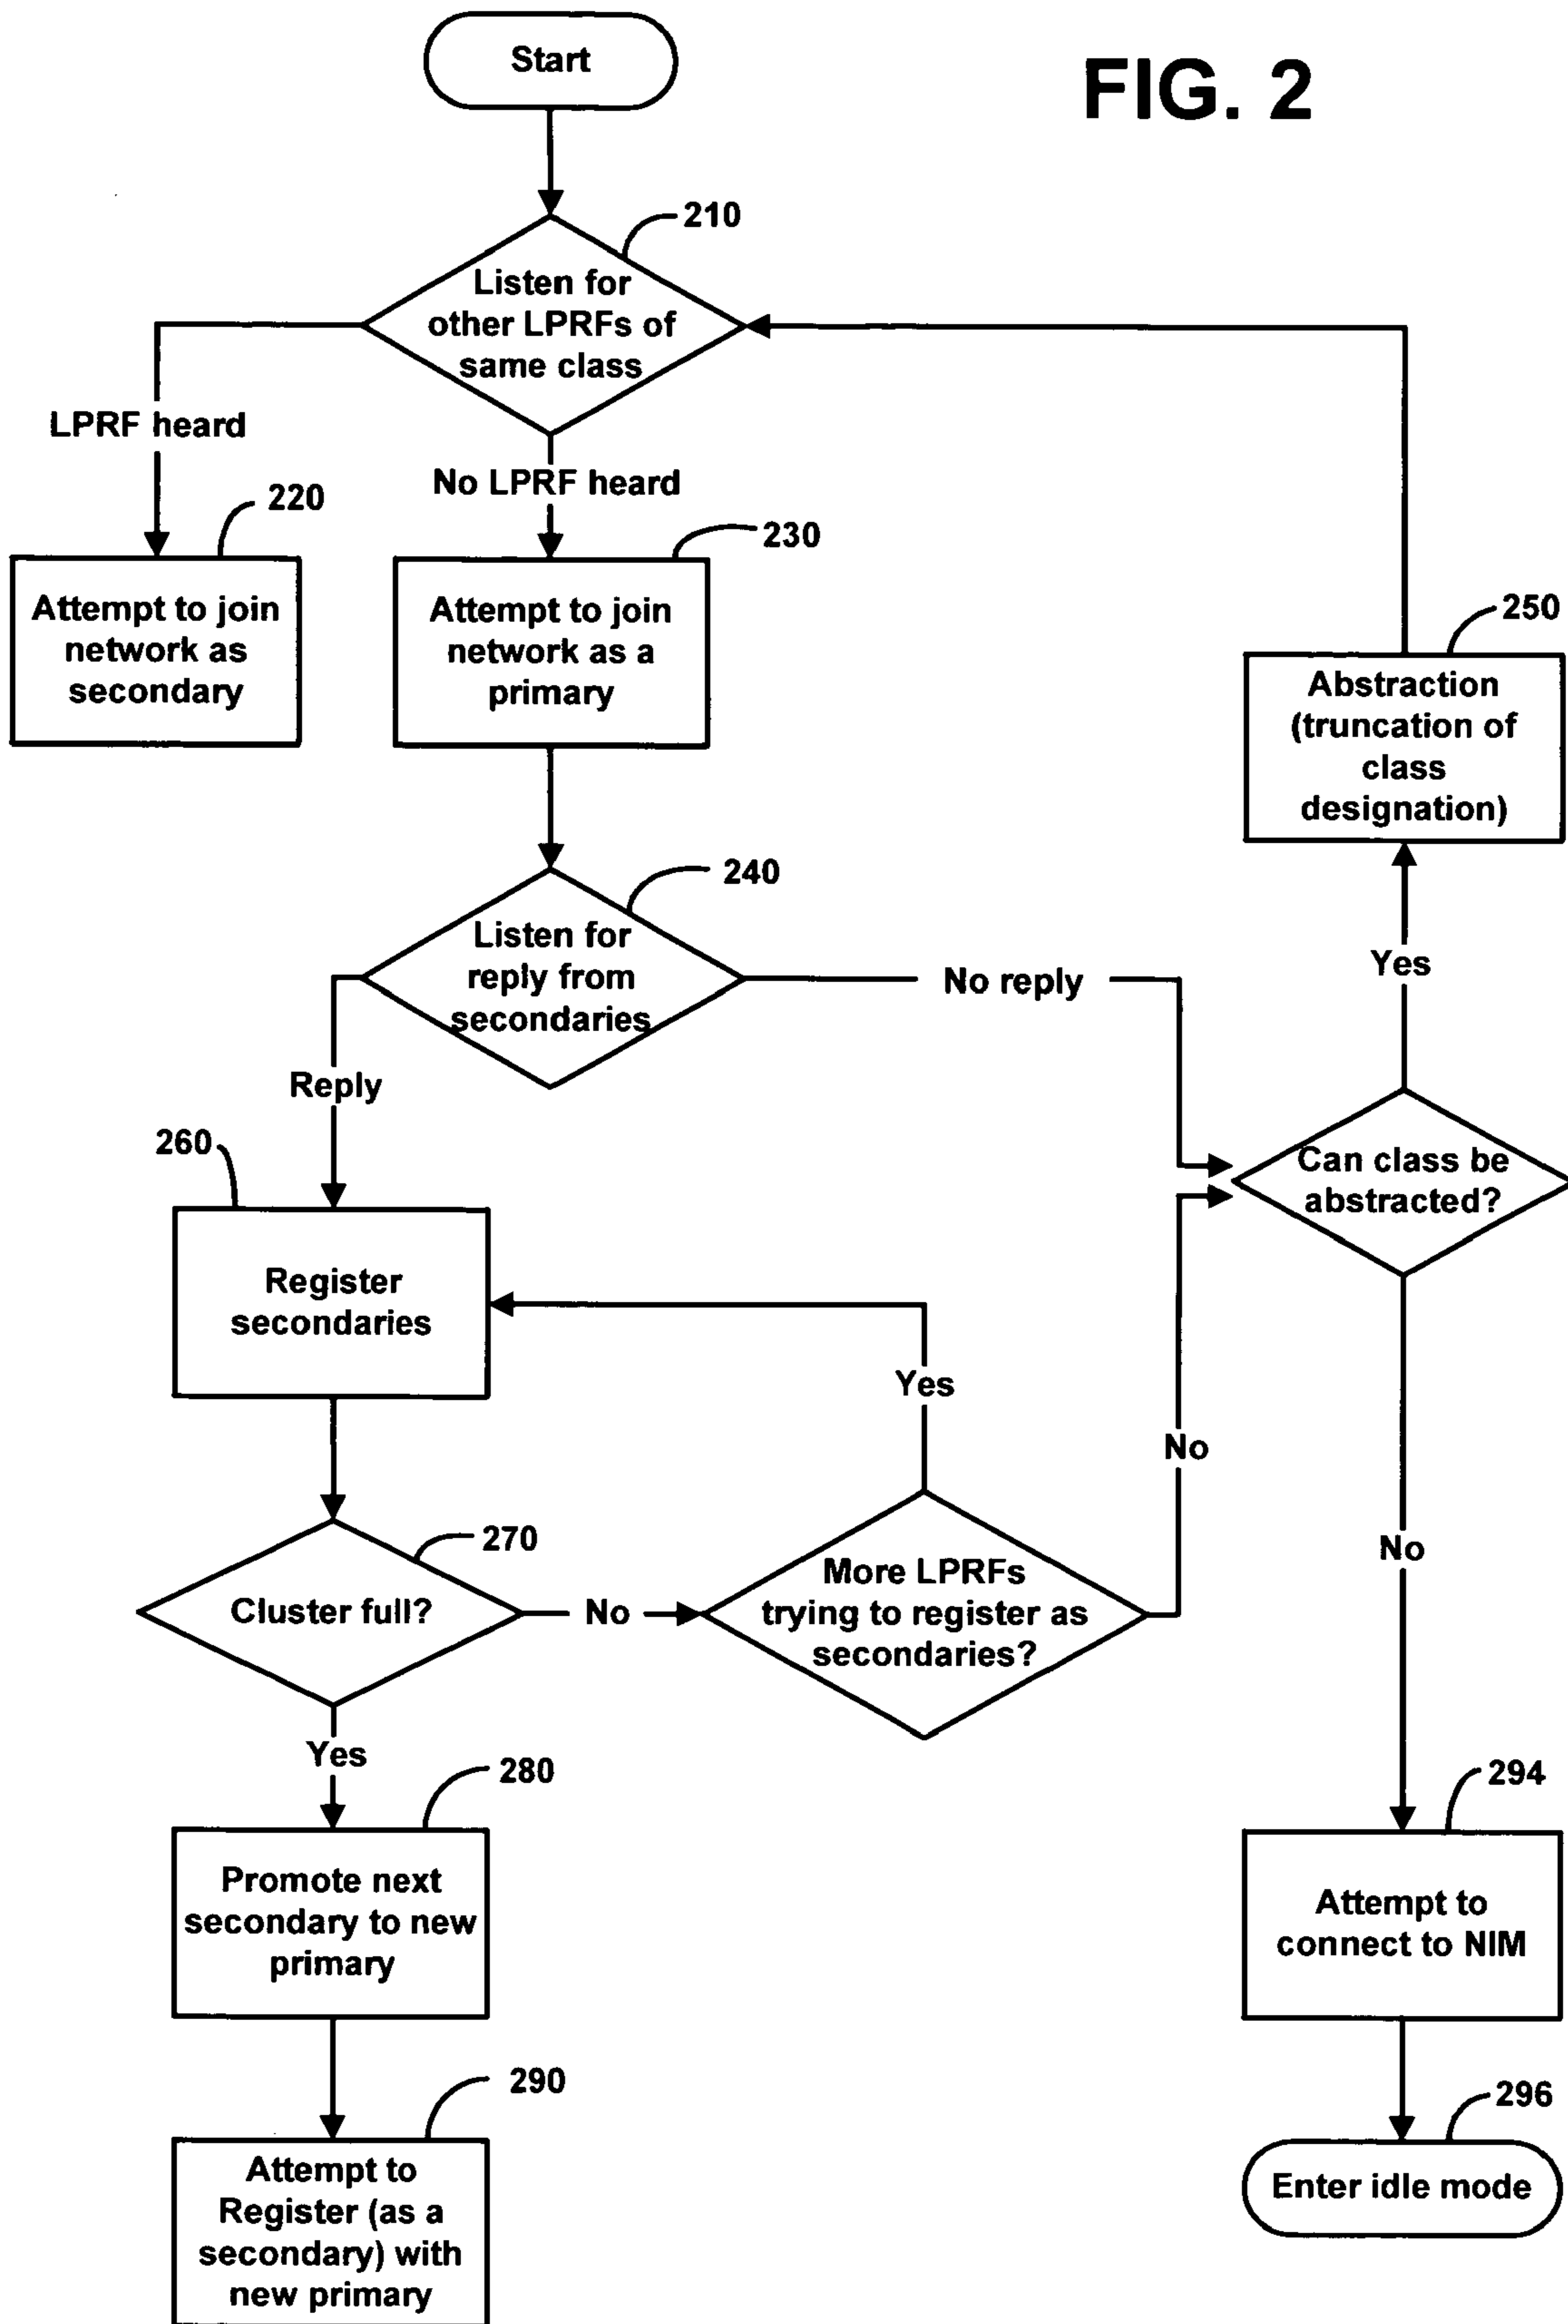 Start
FIG. 2
210
Listen for
other LPRFs of
same class
LPRF heard
No LPRF heard
220
230
Attempt to join
network as
secondary
Attempt to join
network as a
primary
250
Abstraction
(truncation of
class
designation)
240
Listen for
reply from
secondaries
No reply
Yes
Reply
260
Can class be
abstracted?
Register
secondaries
Yes
No
270
Cluster full?
No
More LPRFs
trying to register as
secondaries?
No
Yes
280
294
Promote next
secondary to new
primary
Attempt to
connect to NIM
290
296
Attempt to
Register (as a
secondary) with
new primary
Enter idle mode